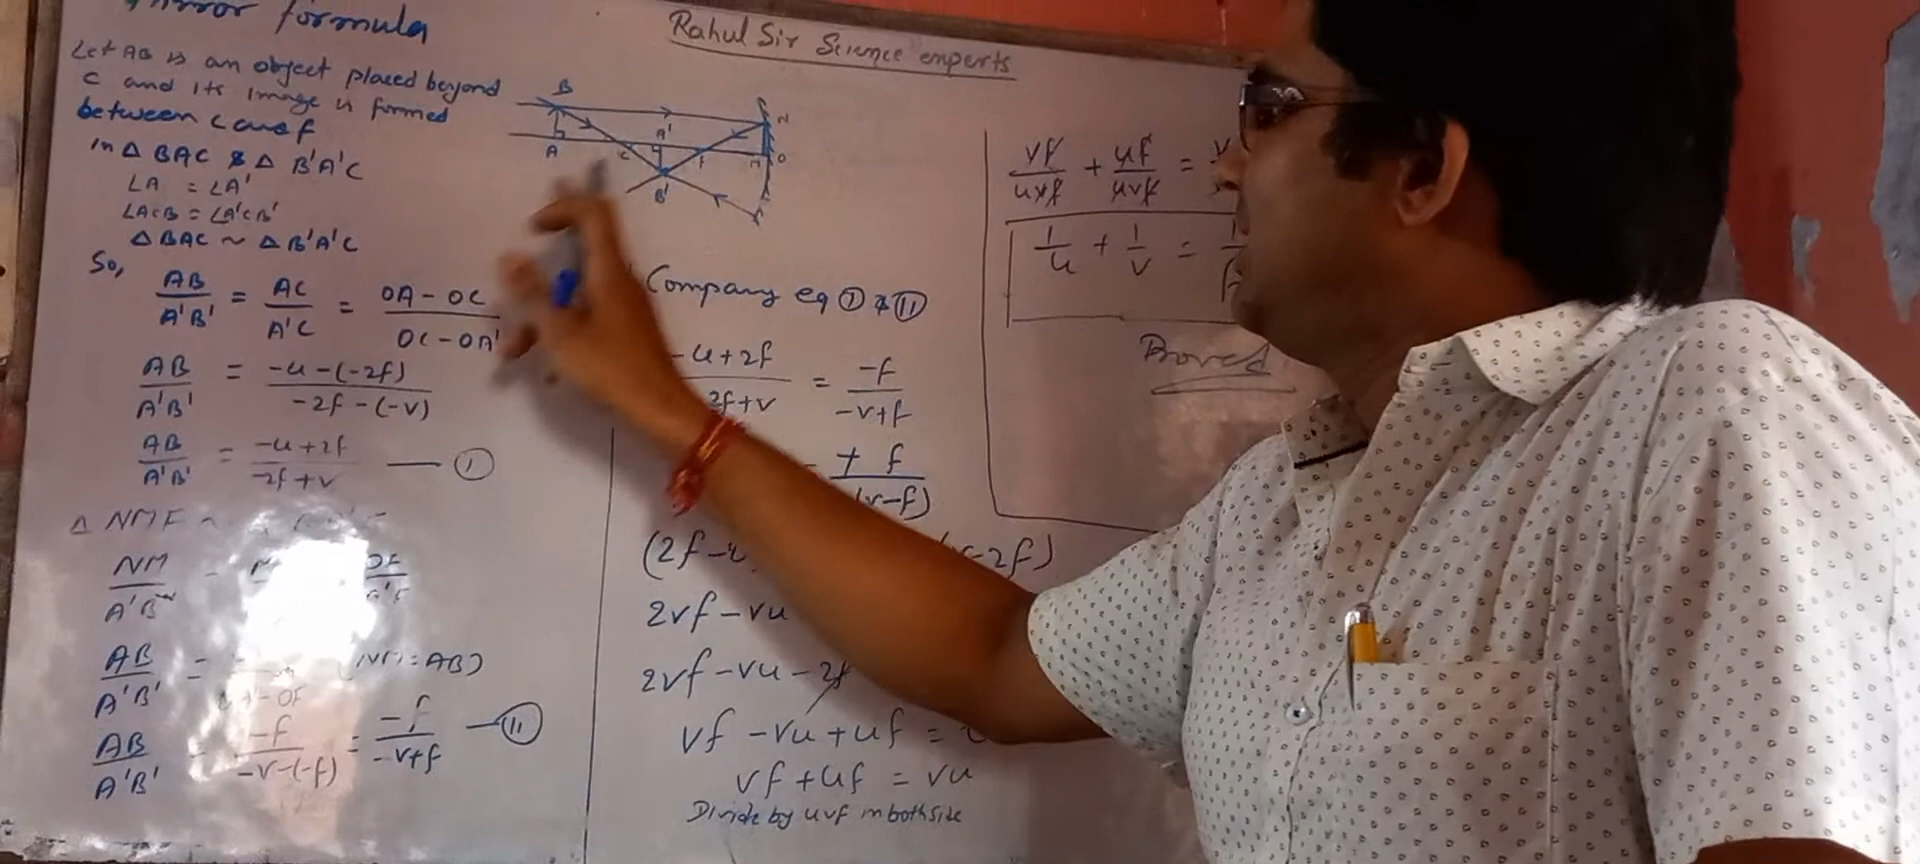 Mirror formula
Rahul Sir Science experts
Let AB is an object placed beyond
C and its image is formed
between C and f
in Δ BAC & Δ B'A'C
∠A = ∠A'
∠ACB = ∠A'CB'
Δ BAC ~ Δ B'A'C
So,
AB/A'B' = AC/A'C = OA - OC/OC - OA'
AB/A'B' = -u-(-2f)/-2f-(-v)
AB/A'B' = -u+2f/-2f+v — (I)
Δ NMF ~
NM/A'B' = OF/A'F
AB/A'B' = (NM = AB)
AB/A'B' = -f/-v-(-f) = -f/-v+f — (II)
B
A
C
A'
B'
F
M
N
O
Company eq (I) & (II)
-u+2f/2f+v = -f/-v+f
+ f/(v-f)
(2f- -2f)
2vf-vu
2vf-vu-2f
vf-vu+uf =
vf+uf = vu
Divide by uvf in both side
vf/uvf + uf/uvf =
1/u + 1/v = 1/f
Proved